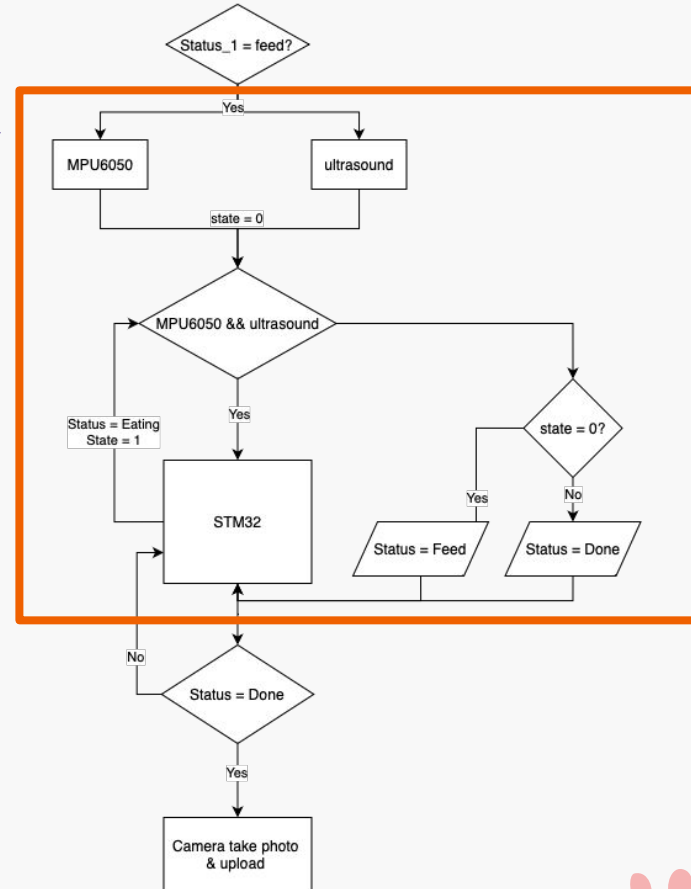 Status_1 = feed?
Yes
MPU6050
ultrasound
state = 0
MPU6050 && ultrasound
Yes
Status = Eating
State = 1
state = 0?
Yes
No
STM32
Status = Feed
Status = Done
No
Status = Done
Yes
Camera take photo
& upload